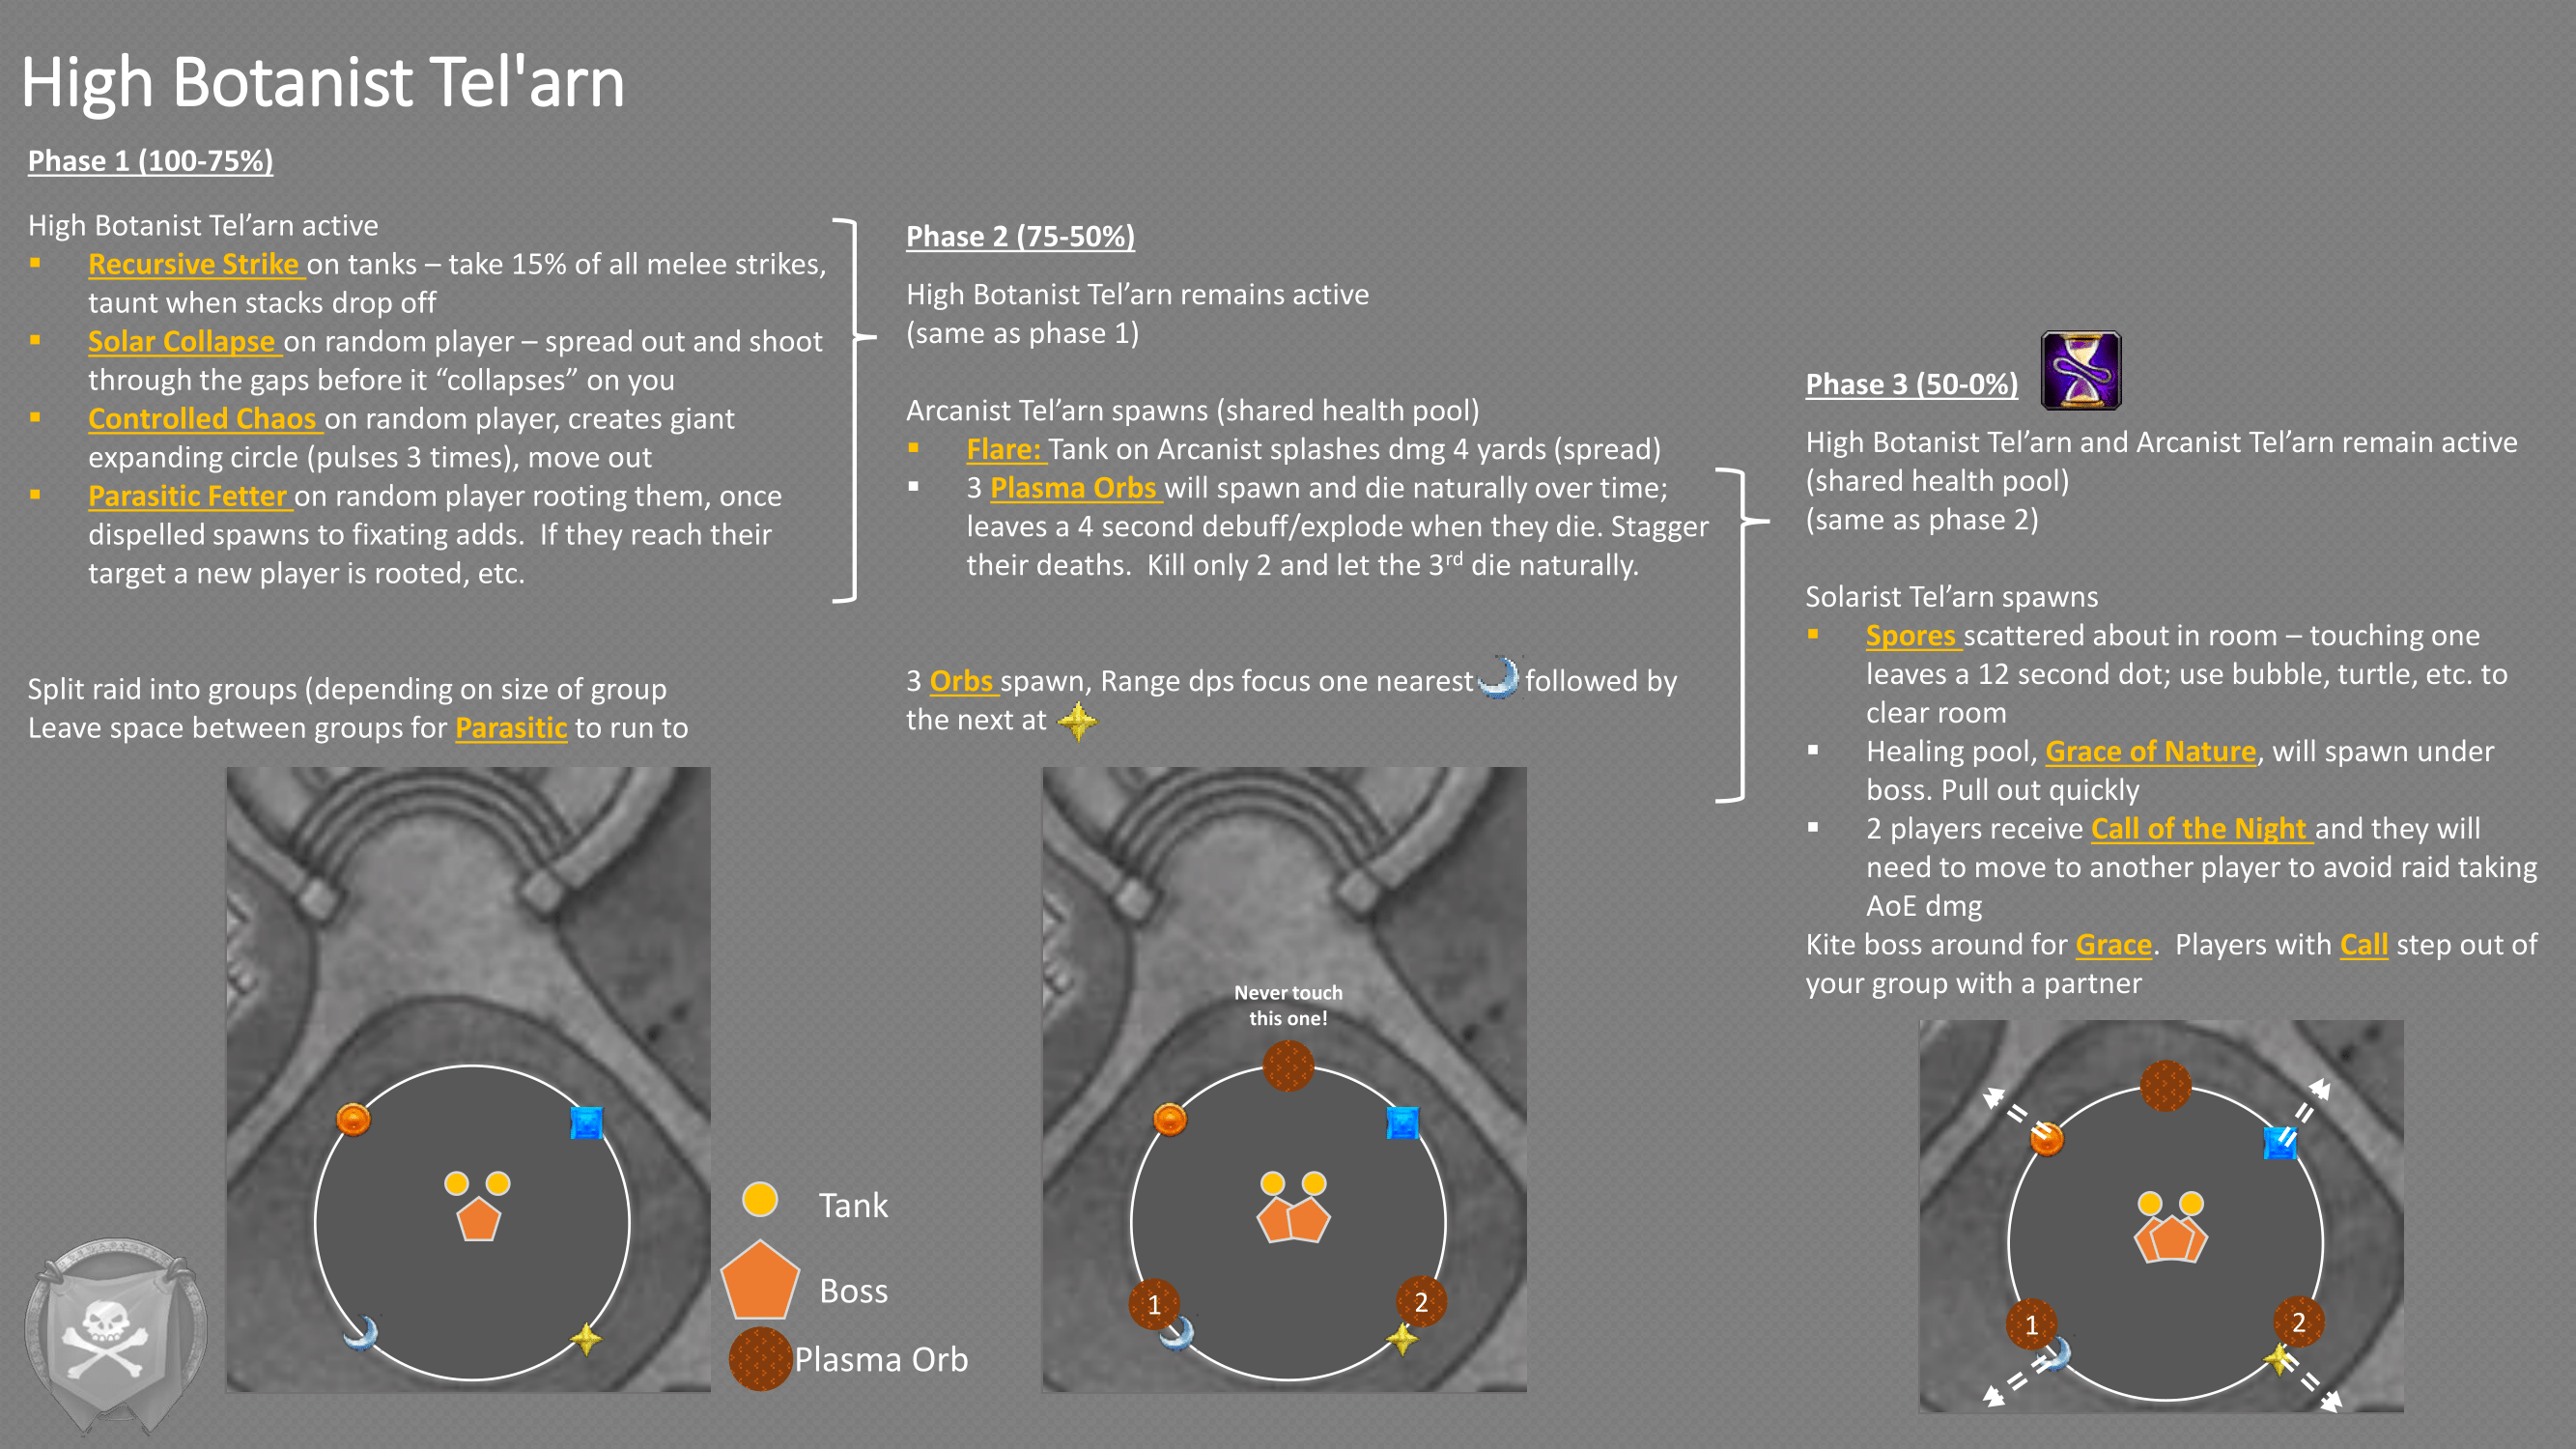 High Botanist Tel'arn
Phase 1 (100-75%)
High Botanist Tel’arn active
▪ Recursive Strike on tanks – take 15% of all melee strikes,
taunt when stacks drop off
▪ Solar Collapse on random player – spread out and shoot
through the gaps before it “collapses” on you
▪ Controlled Chaos on random player, creates giant
expanding circle (pulses 3 times), move out
▪ Parasitic Fetter on random player rooting them, once
dispelled spawns to fixating adds.  If they reach their
target a new player is rooted, etc.
Split raid into groups (depending on size of group
Leave space between groups for Parasitic to run to
Tank
Boss
Plasma Orb
Phase 2 (75-50%)
High Botanist Tel’arn remains active
(same as phase 1)
Arcanist Tel’arn spawns (shared health pool)
▪ Flare: Tank on Arcanist splashes dmg 4 yards (spread)
▪ 3 Plasma Orbs will spawn and die naturally over time;
leaves a 4 second debuff/explode when they die. Stagger
their deaths.  Kill only 2 and let the 3rd die naturally.
3 Orbs spawn, Range dps focus one nearest followed by
the next at
Never touch
this one!
1
2
Phase 3 (50-0%)
High Botanist Tel’arn and Arcanist Tel’arn remain active
(shared health pool)
(same as phase 2)
Solarist Tel’arn spawns
▪ Spores scattered about in room – touching one
leaves a 12 second dot; use bubble, turtle, etc. to
clear room
▪ Healing pool, Grace of Nature, will spawn under
boss. Pull out quickly
▪ 2 players receive Call of the Night and they will
need to move to another player to avoid raid taking
AoE dmg
Kite boss around for Grace.  Players with Call step out of
your group with a partner
1
2